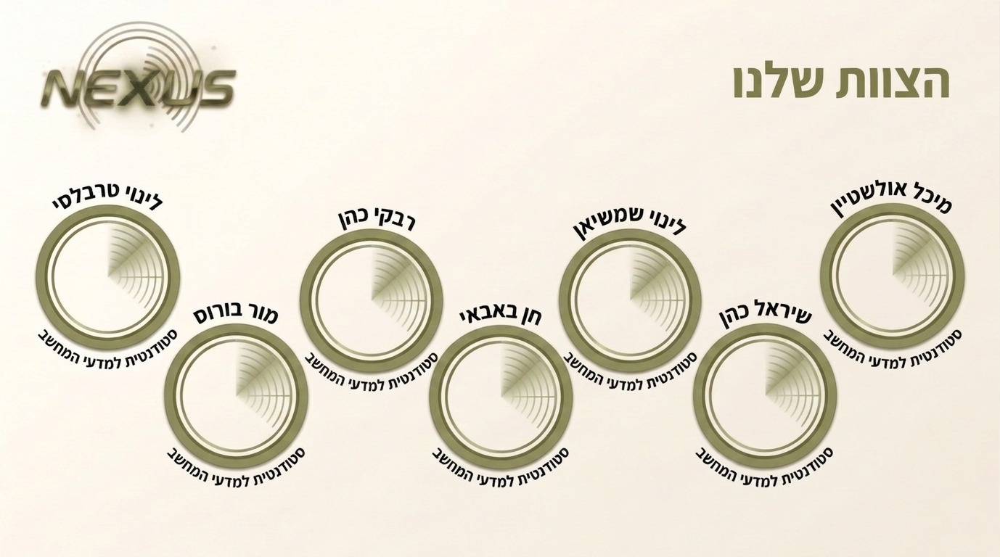 NEXUS
הצוות שלנו
מיכל אולשטיין
סטודנטית למדעי המחשב
שיראל כהן
סטודנטית למדעי המחשב
לינוי שמשיאן
סטודנטית למדעי המחשב
חן באבאי
סטודנטית למדעי המחשב
רבקי כהן
סטודנטית למדעי המחשב
מור בורוס
סטודנטית למדעי המחשב
לינוי טרבלסי
סטודנטית למדעי המחשב